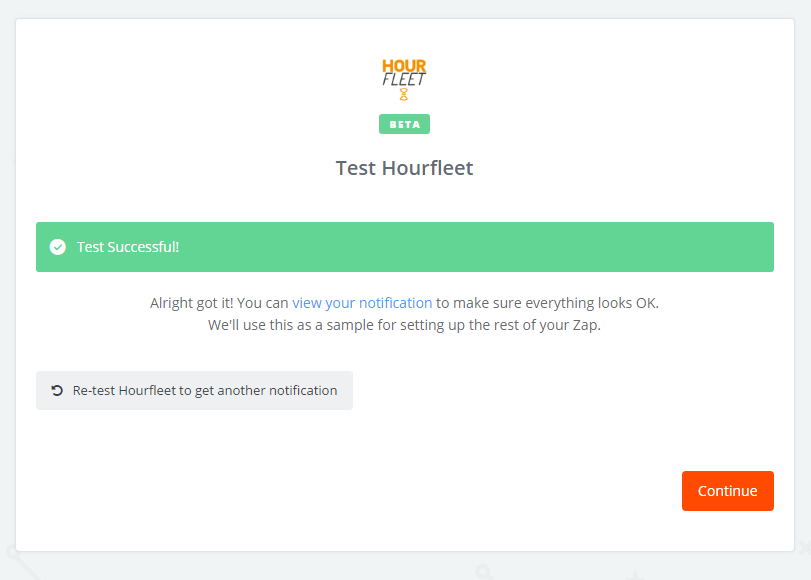 HOUR
FLEET
BETA
Test Hourfleet
Test Successful!
Alright got it! You can view your notification to make sure everything looks OK.
We'll use this as a sample for setting up the rest of your Zap.
Re-test Hourfleet to get another notification
Continue